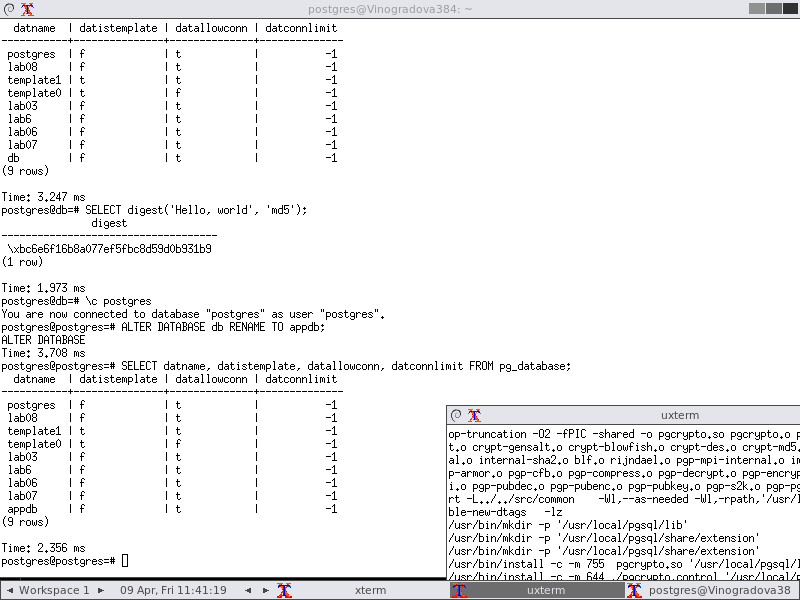 postgres@Vinogradova384: ~
  datname  | datistemplate | datallowconn | datconnlimit
-----------+---------------+--------------+--------------
 postgres  | f             | t            |           -1
 lab08     | f             | t            |           -1
 template1 | t             | t            |           -1
 template0 | t             | f            |           -1
 lab03     | f             | t            |           -1
 lab6      | f             | t            |           -1
 lab06     | f             | t            |           -1
 lab07     | f             | t            |           -1
 db        | f             | t            |           -1
(9 rows)
Time: 3.247 ms
postgres@db=# SELECT digest('Hello, world', 'md5');
               digest
------------------------------------
 \xbc6e6f16b8a077ef5fbc8d59d0b931b9
(1 row)
Time: 1.973 ms
postgres@db=# \c postgres
You are now connected to database "postgres" as user "postgres".
postgres@postgres=# ALTER DATABASE db RENAME TO appdb;
ALTER DATABASE
Time: 3.708 ms
postgres@postgres=# SELECT datname, datistemplate, datallowconn, datconnlimit FROM pg_database;
  datname  | datistemplate | datallowconn | datconnlimit
-----------+---------------+--------------+--------------
 postgres  | f             | t            |           -1
 lab08     | f             | t            |           -1
 template1 | t             | t            |           -1
 template0 | t             | f            |           -1
 lab03     | f             | t            |           -1
 lab6      | f             | t            |           -1
 lab06     | f             | t            |           -1
 lab07     | f             | t            |           -1
 appdb     | f             | t            |           -1
(9 rows)
Time: 2.356 ms
postgres@postgres=#
uxterm
op-truncation -O2 -fPIC -shared -o pgcrypto.so pgcrypto.o p
t.o crypt-gensalt.o crypt-blowfish.o crypt-des.o crypt-md5.
al.o internal-sha2.o blf.o rijndael.o pgp-mpi-internal.o im
p-armor.o pgp-cfb.o pgp-compress.o pgp-decrypt.o pgp-encryp
i.o pgp-pubdec.o pgp-pubenc.o pgp-pubkey.o pgp-s2k.o pgp-pg
rt -L../../src/common    -Wl,--as-needed -Wl,-rpath,'/usr/l
ble-new-dtags   -lz
/usr/bin/mkdir -p '/usr/local/pgsql/lib'
/usr/bin/mkdir -p '/usr/local/pgsql/share/extension'
/usr/bin/mkdir -p '/usr/local/pgsql/share/extension'
/usr/bin/install -c -m 755  pgcrypto.so '/usr/local/pgsql/l
/usr/bin/install -c -m 644 ./pgcrypto.control '/usr/local/p
Workspace 1 09 Apr, Fri 11:41:19 xterm uxterm postgres@Vinogradova38